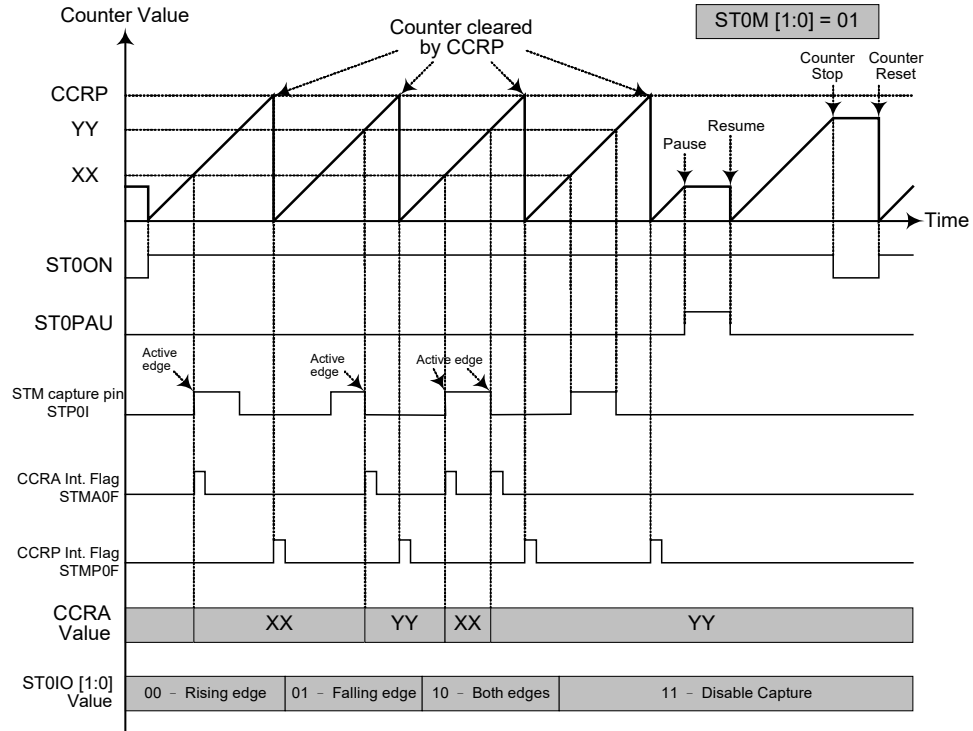 Counter Value
ST0M [1:0] = 01
Counter cleared
by CCRP
Counter
Stop
Counter
Reset
CCRP
YY
XX
Pause
Resume
Time
ST0ON
ST0PAU
Active
edge
Active
edge
Active edge
STM capture pin
STP0I
CCRA Int. Flag
STMA0F
CCRP Int. Flag
STMP0F
CCRA
Value
XX
YY
XX
YY
ST0IO [1:0]
Value
00 - Rising edge
01 - Falling edge
10 - Both edges
11 - Disable Capture